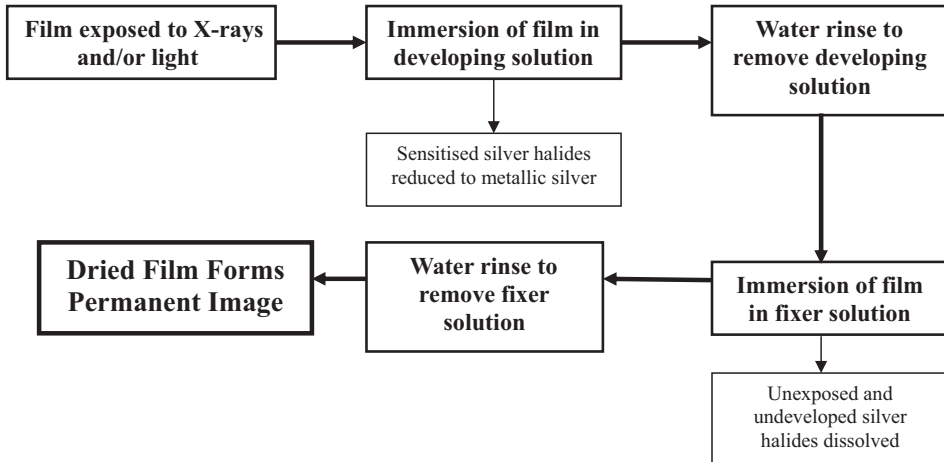 Film exposed to X-rays
and/or light
Immersion of film in
developing solution
Water rinse to
remove developing
solution
Sensitised silver halides
reduced to metallic silver
Dried Film Forms
Permanent Image
Water rinse to
remove fixer
solution
Immersion of film
in fixer solution
Unexposed and
undeveloped silver
halides dissolved